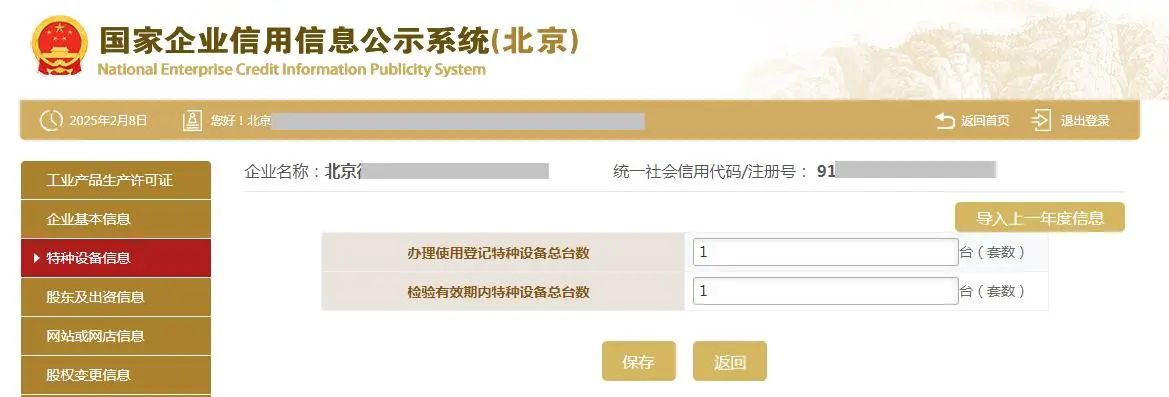 国家企业信用信息公示系统(北京)
National Enterprise Credit Information Publicity System
2025年2月8日 您好！北京 返回首页 退出登录
工业产品生产许可证
企业基本信息
特种设备信息
股东及出资信息
网站或网店信息
股权变更信息
企业名称：北京 统一社会信用代码/注册号： 91
导入上一年度信息
办理使用登记特种设备总台数 1 台（套数）
检验有效期内特种设备总台数 1 台（套数）
保存 返回